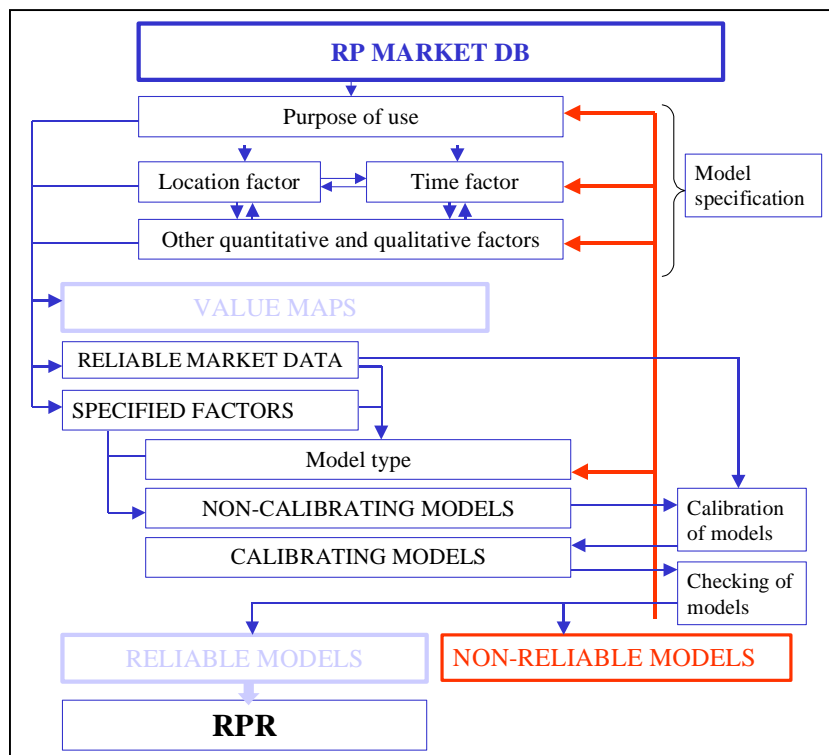 RP MARKET DB
Purpose of use
Location factor
Time factor
Model
specification
Other quantitative and qualitative factors
VALUE MAPS
RELIABLE MARKET DATA
SPECIFIED FACTORS
Model type
NON-CALIBRATING MODELS
Calibration
of models
CALIBRATING MODELS
Checking of
models
RELIABLE MODELS
NON-RELIABLE MODELS
RPR